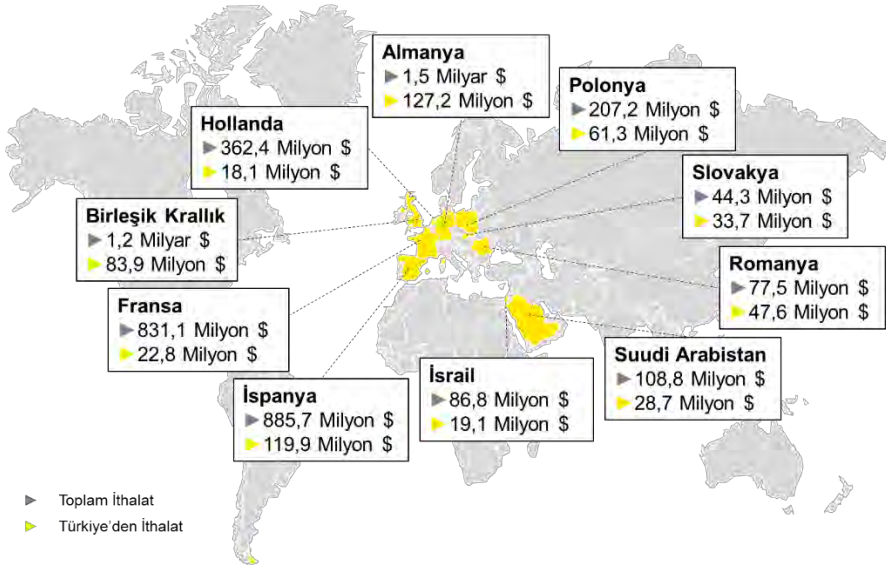 Almanya
1,5 Milyar $
127,2 Milyon $
Polonya
207,2 Milyon $
61,3 Milyon $
Hollanda
362,4 Milyon $
18,1 Milyon $
Slovakya
44,3 Milyon $
33,7 Milyon $
Birleşik Krallık
1,2 Milyar $
83,9 Milyon $
Romanya
77,5 Milyon $
47,6 Milyon $
Fransa
831,1 Milyon $
22,8 Milyon $
Suudi Arabistan
108,8 Milyon $
28,7 Milyon $
İsrail
86,8 Milyon $
19,1 Milyon $
İspanya
885,7 Milyon $
119,9 Milyon $
Toplam İthalat
Türkiye'den İthalat